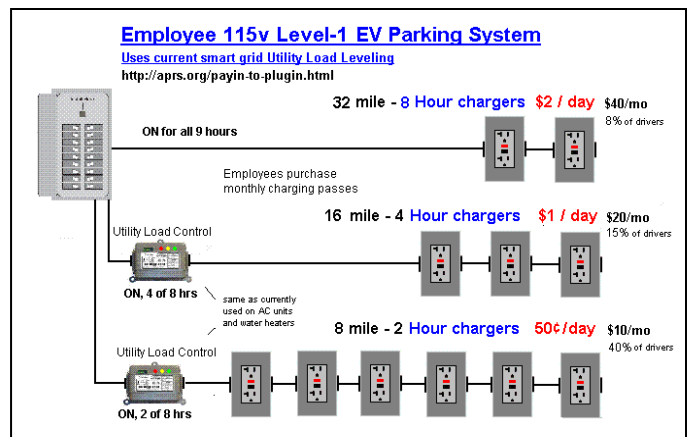 Employee 115v Level-1 EV Parking System
Uses current smart grid Utility Load Leveling
http://aprs.org/payin-to-plugin.html
32 mile - 8 Hour chargers $2 / day $40/mo
8% of drivers
ON for all 9 hours
Employees purchase
monthly charging passes
16 mile - 4 Hour chargers $1 / day $20/mo
15% of drivers
Utility Load Control
ON, 4 of 8 hrs
same as currently
used on AC units
and water heaters
8 mile - 2 Hour chargers 50¢/day $10/mo
40% of drivers
Utility Load Control
ON, 2 of 8 hrs